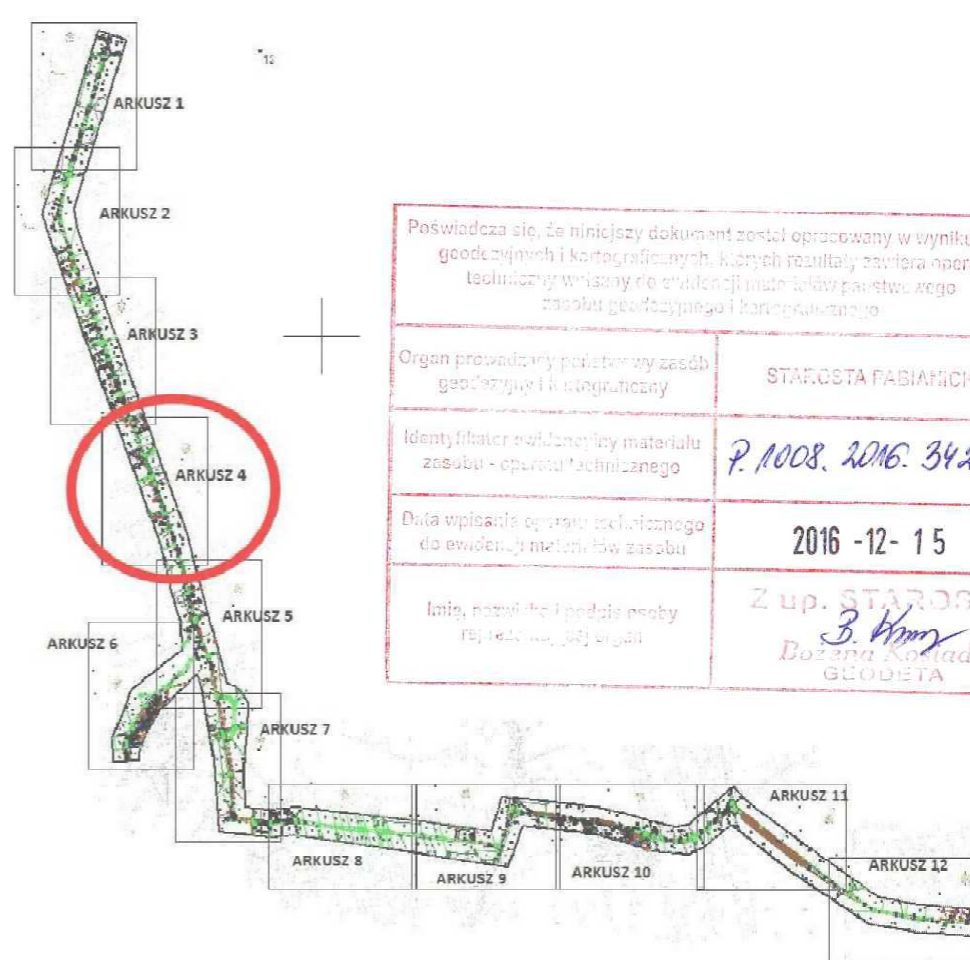 ARKUSZ 1
12
ARKUSZ 2
ARKUSZ 3
ARKUSZ 4
ARKUSZ 5
ARKUSZ 6
ARKUSZ 7
ARKUSZ 8
ARKUSZ 9
ARKUSZ 10
ARKUSZ 11
ARKUSZ 12
Poświadcza się, że niniejszy dokument został opracowany w wyniku
geodezyjnych i kartograficznych, których rezultaty zawiera oper
techniczny wpisany do ewidencji materiałów państwowego
zasobu geodezyjnego i kartograficznego
Organ prowadzący państwowy zasób
geodezyjny i kartograficzny
STAROSTA PABIANICK
Identyfikator ewidencyjny materiału
zasobu - operatu technicznego
P. 1008. 2016. 342
Data wpisania operatu technicznego
do ewidencji materiałów zasobu
2016 -12- 15
Imię, nazwisko i podpis osoby
reprezentującej organ
Z up. STAROS
B.
Bożena
GEODETA